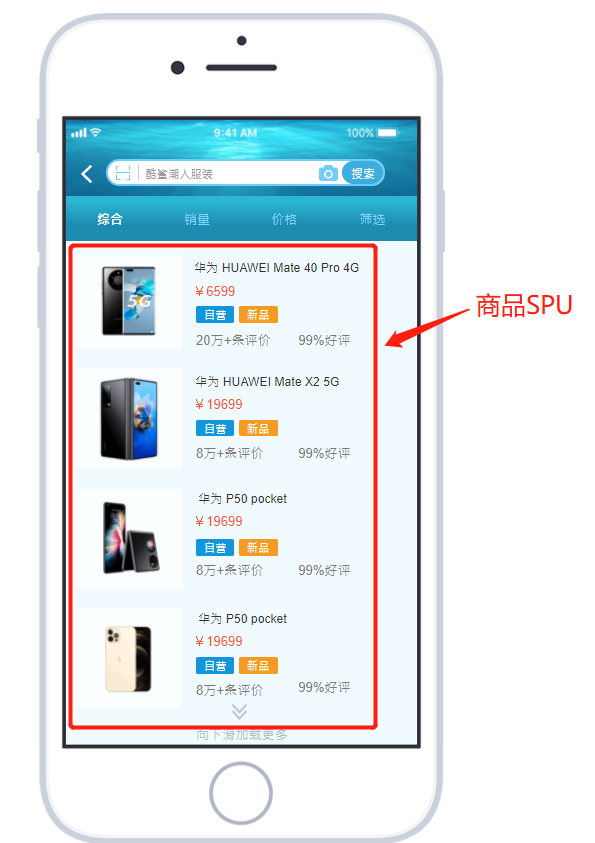 9:41 AM 100%
酷鲨潮人服装 搜索
综合 销量 价格 筛选
华为 HUAWEI Mate 40 Pro 4G
￥6599
自营 新品
20万+条评价 99%好评
5G
商品SPU
华为 HUAWEI Mate X2 5G
￥19699
自营 新品
8万+条评价 99%好评
华为 P50 pocket
￥19699
自营 新品
8万+条评价 99%好评
华为 P50 pocket
￥19699
自营 新品
8万+条评价 99%好评
向下滑加载更多